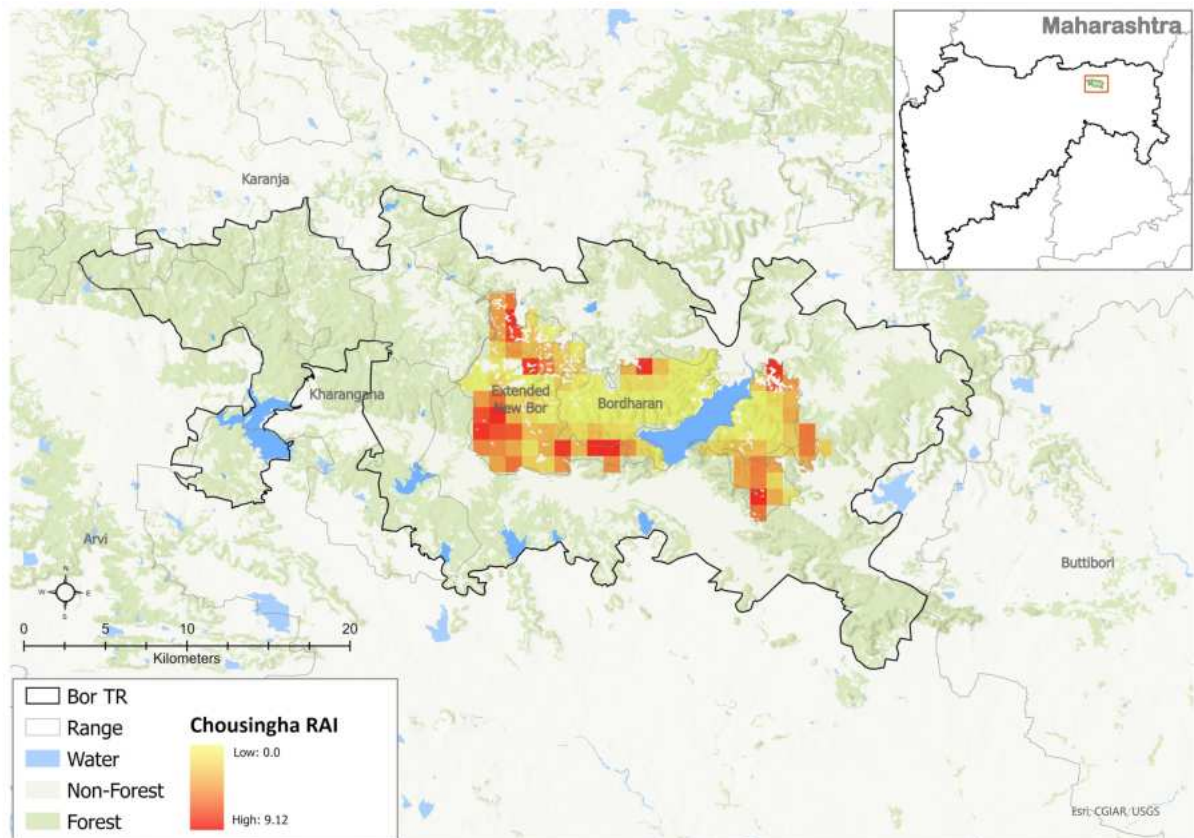 Maharashtra
Karanja
Kharangana
Extended
New Bor
Bordharan
Arvi
Buttibori
N
W E
S
0 5 10 20
Kilometers
Bor TR
Range
Water
Non-Forest
Forest
Chousingha RAI
Low: 0.0
High: 9.12
Esri, CGIAR, USGS